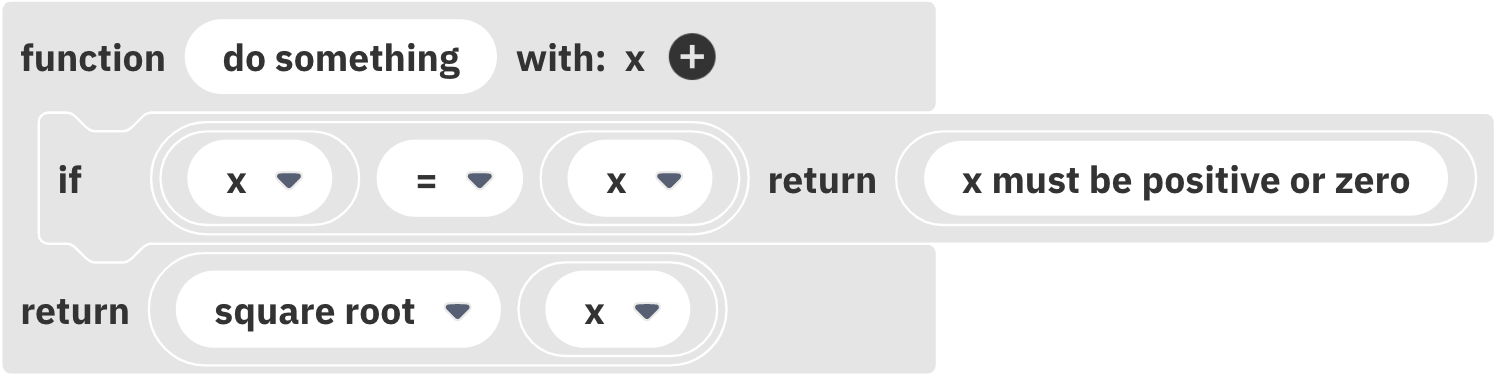 function do something with: x +
if x = x return x must be positive or zero
return square root x